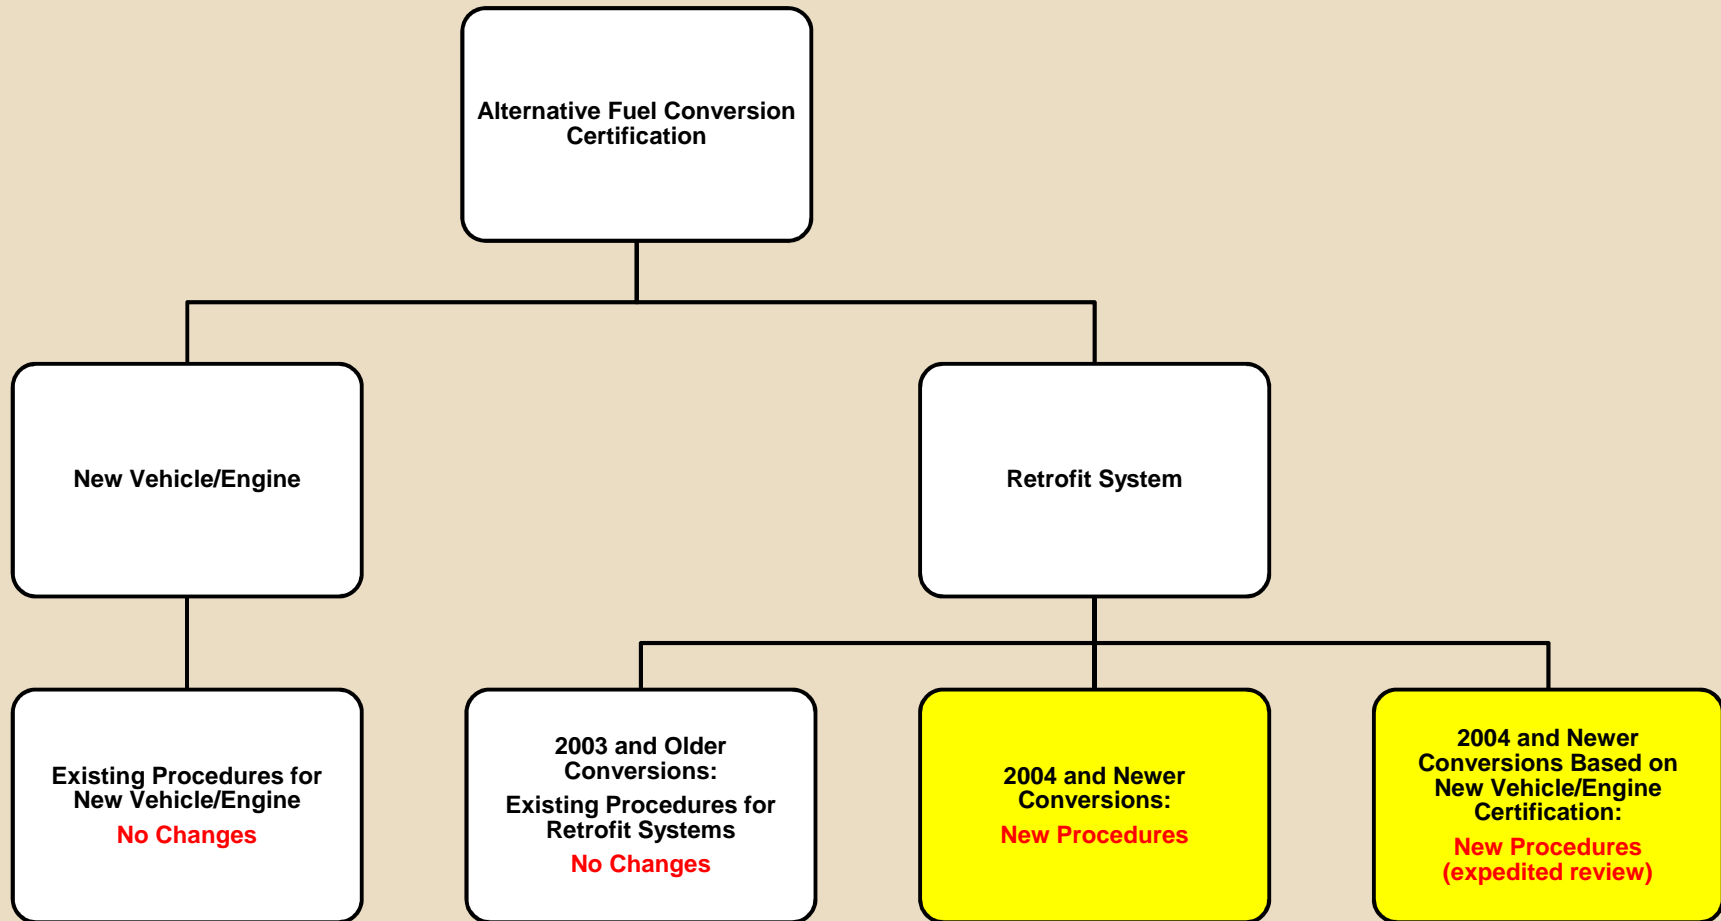 Alternative Fuel Conversion
Certification
New Vehicle/Engine
Retrofit System
Existing Procedures for
New Vehicle/Engine
No Changes
2003 and Older
Conversions:
Existing Procedures for
Retrofit Systems
No Changes
2004 and Newer
Conversions:
New Procedures
2004 and Newer
Conversions Based on
New Vehicle/Engine
Certification:
New Procedures
(expedited review)